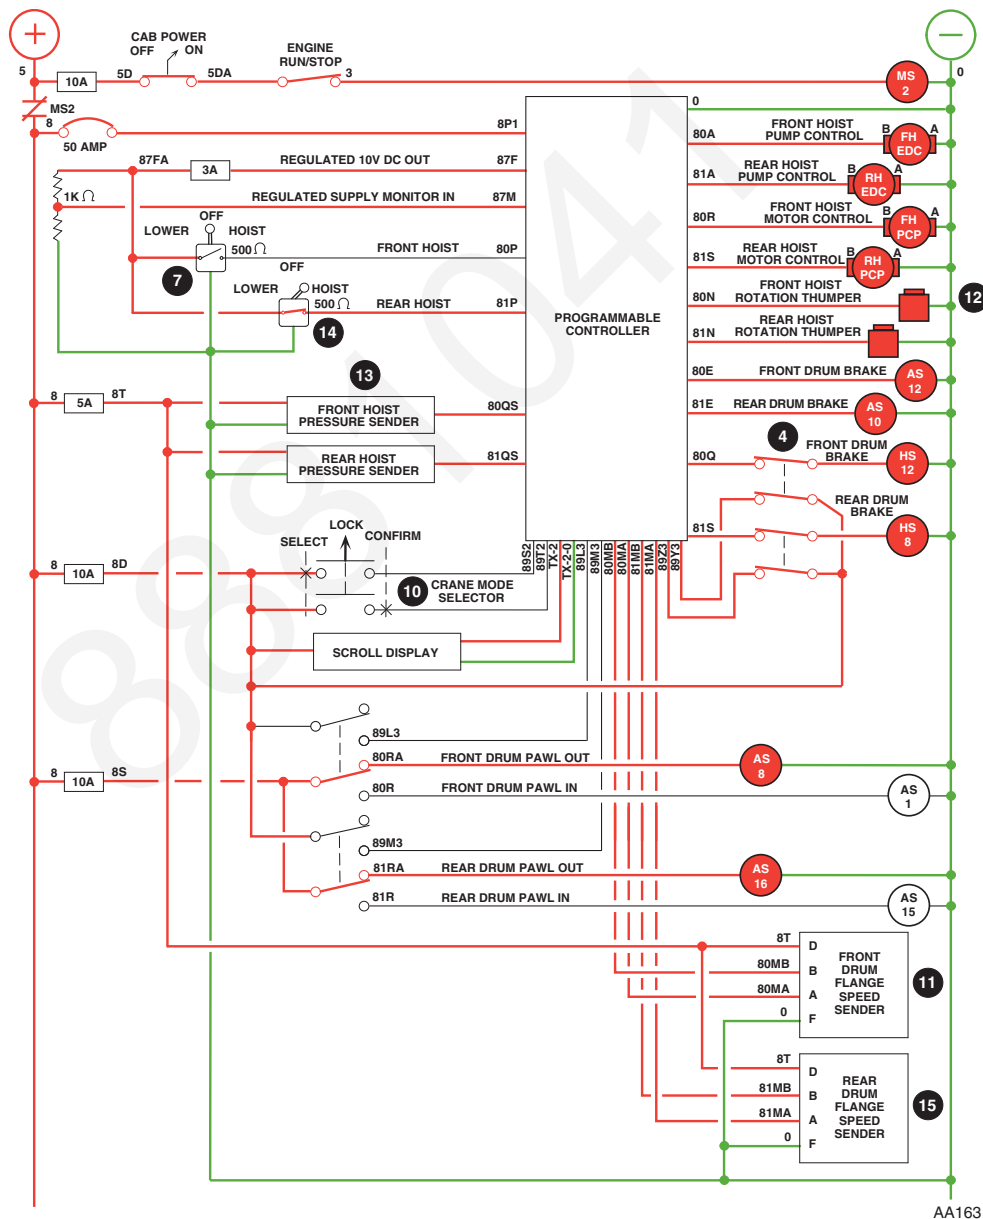 +
−
5
10A
5D
CAB POWER
OFF
ON
5DA
ENGINE
RUN/STOP
3
MS
2
0
MS2
8
50 AMP
8P1
0
87FA
3A
REGULATED 10V DC OUT
87F
1K Ω
REGULATED SUPPLY MONITOR IN
87M
OFF
LOWER
HOIST
500 Ω
FRONT HOIST
80P
7
OFF
LOWER
HOIST
500 Ω
REAR HOIST
81P
14
PROGRAMMABLE
CONTROLLER
80A
FRONT HOIST
PUMP CONTROL
B
FH
EDC
A
81A
REAR HOIST
PUMP CONTROL
B
RH
EDC
A
80R
FRONT HOIST
MOTOR CONTROL
B
FH
PCP
A
81S
REAR HOIST
MOTOR CONTROL
B
RH
PCP
A
80N
FRONT HOIST
ROTATION THUMPER
12
81N
REAR HOIST
ROTATION THUMPER
80E
FRONT DRUM BRAKE
AS
12
81E
REAR DRUM BRAKE
AS
10
4
80Q
FRONT DRUM
BRAKE
HS
12
81S
REAR DRUM
BRAKE
HS
8
13
8
5A
8T
FRONT HOIST
PRESSURE SENDER
80QS
REAR HOIST
PRESSURE SENDER
81QS
8
10A
8D
SELECT
LOCK
CONFIRM
10
CRANE MODE
SELECTOR
89S2
89T2
TX-2
TX-2-0
89L3
89M3
80MB
80MA
81MB
81MA
89Z3
89Y3
SCROLL DISPLAY
89L3
8
10A
8S
80RA
FRONT DRUM PAWL OUT
AS
8
80R
FRONT DRUM PAWL IN
AS
1
89M3
81RA
REAR DRUM PAWL OUT
AS
16
81R
REAR DRUM PAWL IN
AS
15
8T
D
80MB
B
80MA
A
0
F
FRONT
DRUM
FLANGE
SPEED
SENDER
11
8T
D
81MB
B
81MA
A
0
F
REAR
DRUM
FLANGE
SPEED
SENDER
15
AA163
8881041